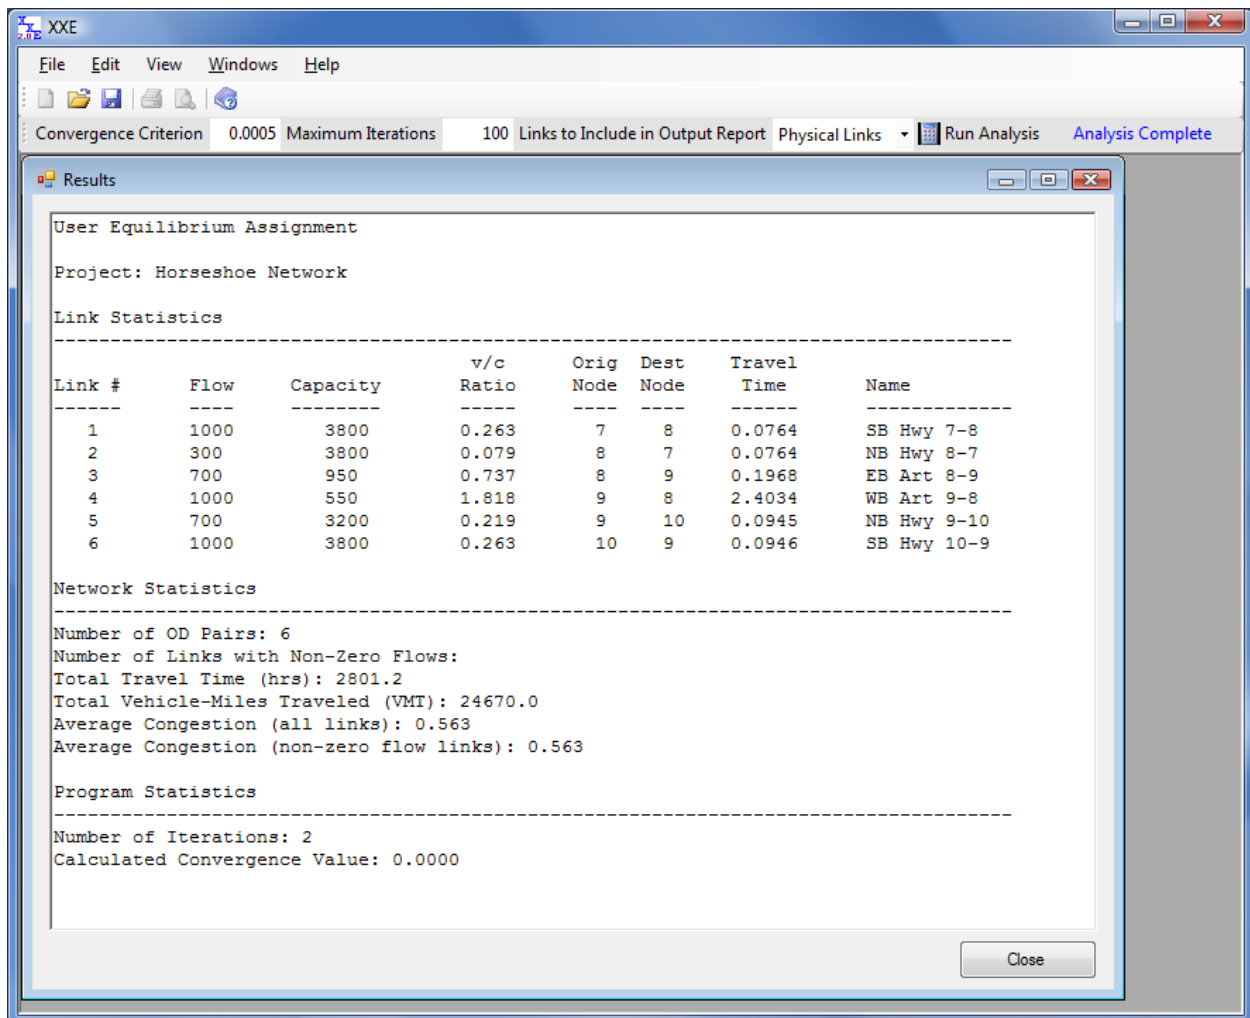 XXE
File Edit View Windows Help
Convergence Criterion 0.0005 Maximum Iterations 100 Links to Include in Output Report Physical Links Run Analysis Analysis Complete
Results
User Equilibrium Assignment
Project: Horseshoe Network
Link Statistics
--------------------------------------------------------------------------------------
v/c Orig Dest Travel
Link # Flow Capacity Ratio Node Node Time Name
------ ---- -------- ----- ---- ---- ------ -------------
1 1000 3800 0.263 7 8 0.0764 SB Hwy 7-8
2 300 3800 0.079 8 7 0.0764 NB Hwy 8-7
3 700 950 0.737 8 9 0.1968 EB Art 8-9
4 1000 550 1.818 9 8 2.4034 WB Art 9-8
5 700 3200 0.219 9 10 0.0945 NB Hwy 9-10
6 1000 3800 0.263 10 9 0.0946 SB Hwy 10-9
Network Statistics
--------------------------------------------------------------------------------------
Number of OD Pairs: 6
Number of Links with Non-Zero Flows:
Total Travel Time (hrs): 2801.2
Total Vehicle-Miles Traveled (VMT): 24670.0
Average Congestion (all links): 0.563
Average Congestion (non-zero flow links): 0.563
Program Statistics
--------------------------------------------------------------------------------------
Number of Iterations: 2
Calculated Convergence Value: 0.0000
Close